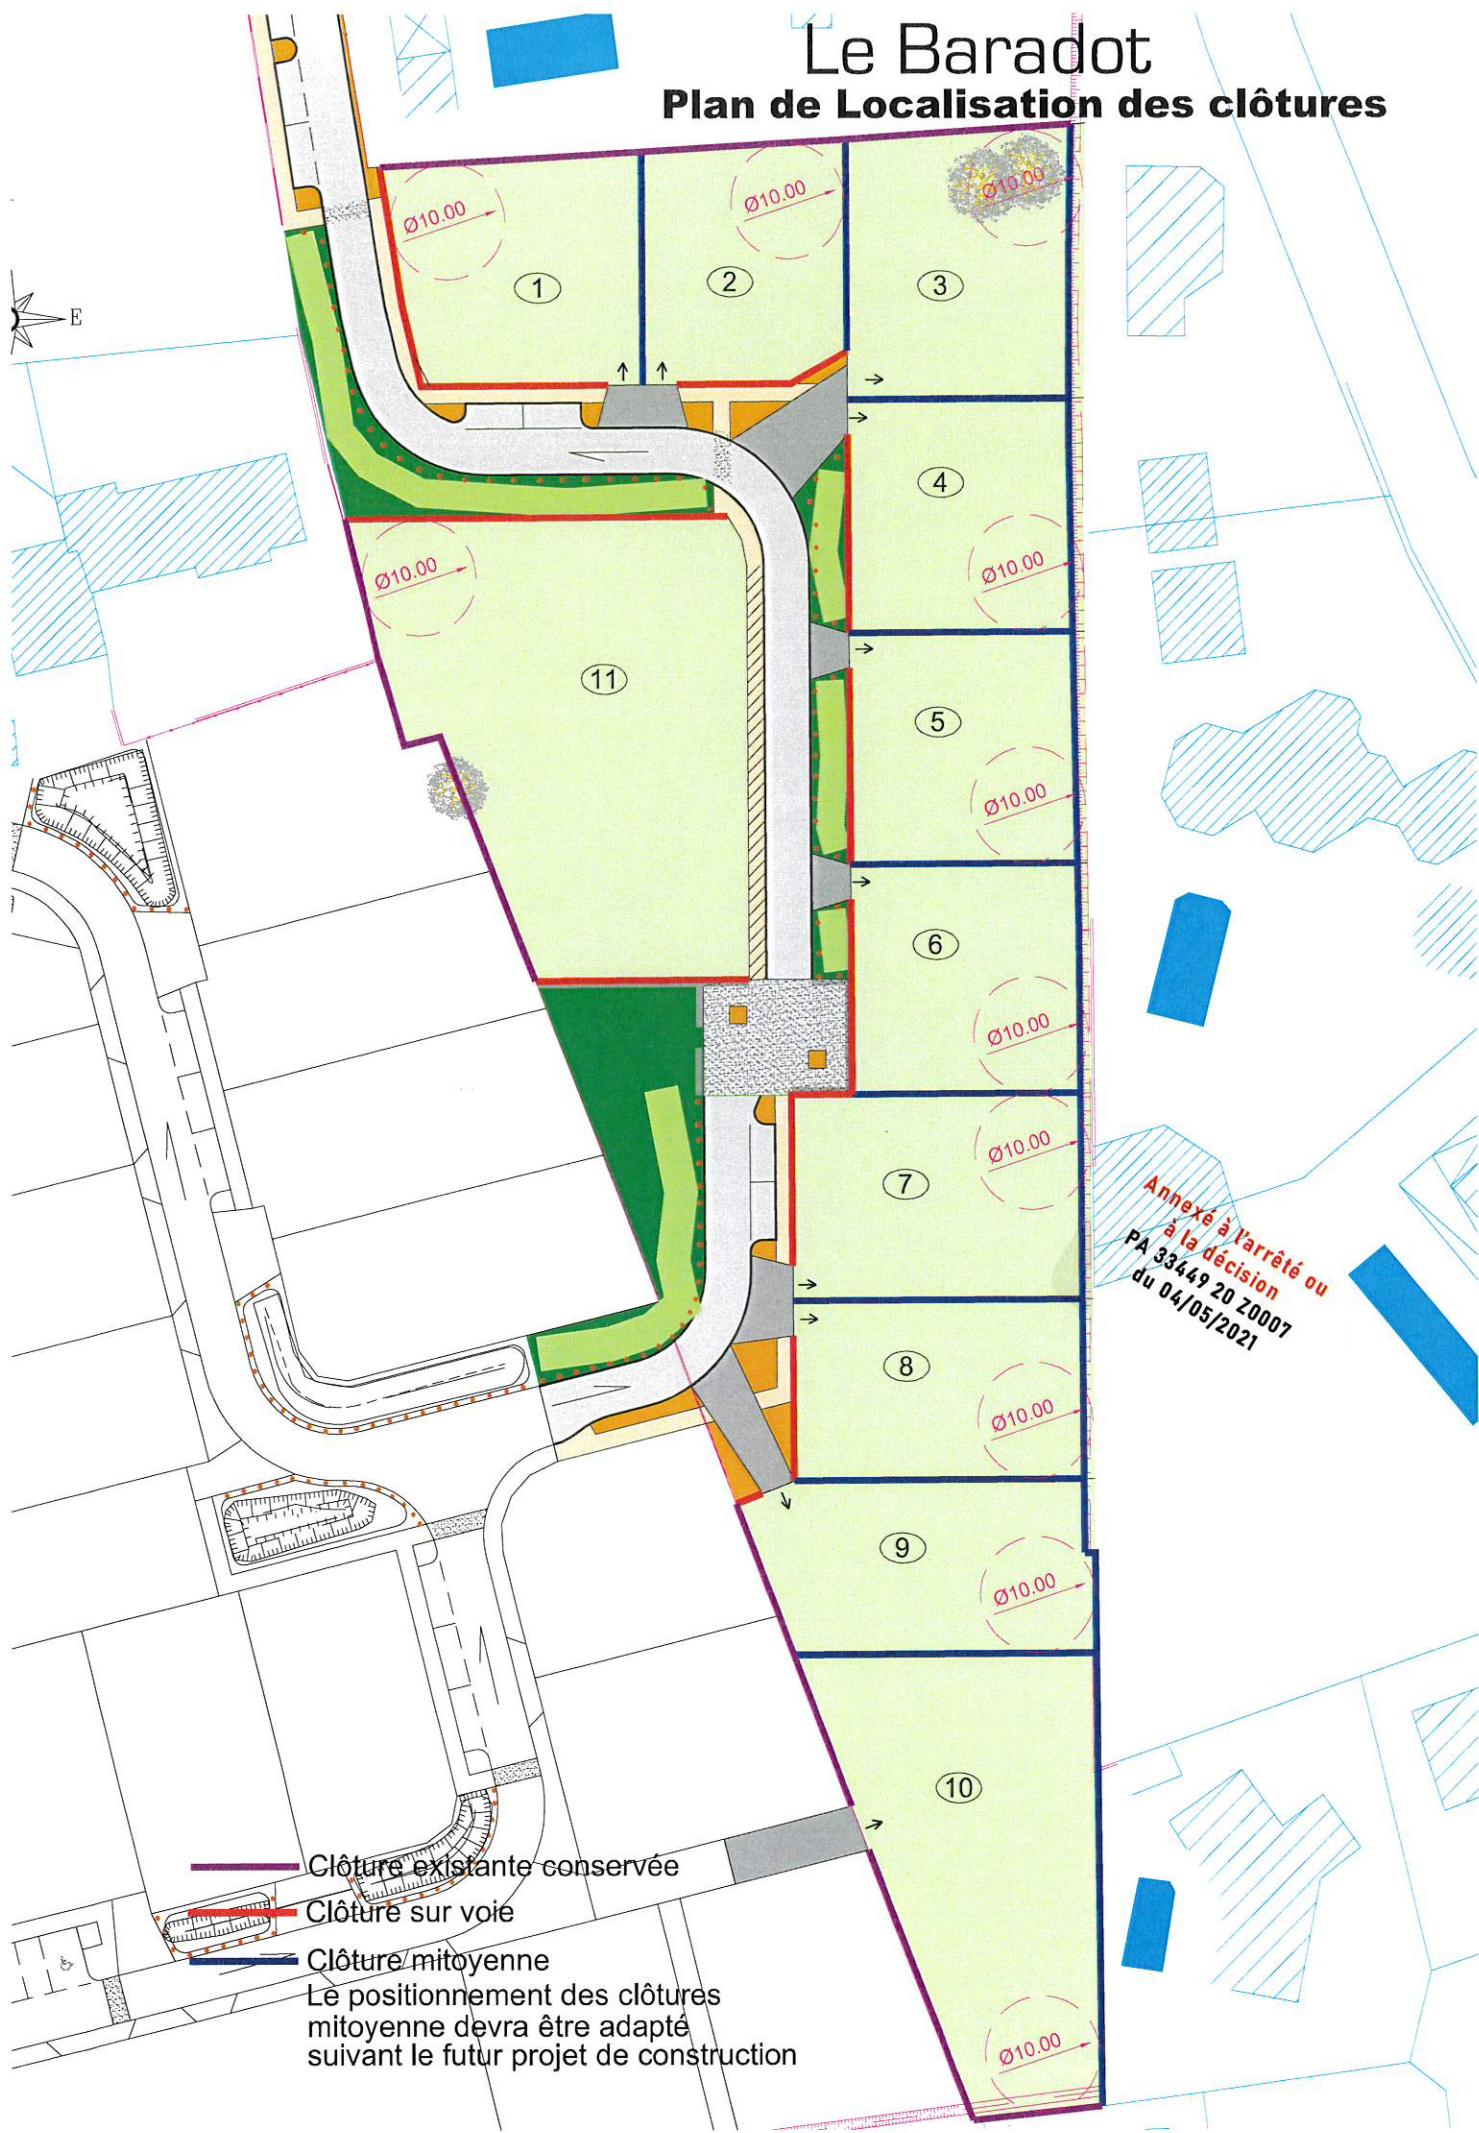 Le Baradot
Plan de Localisation des clôtures
Ø10.00
Ø10.00
Ø10.00
1
2
3
E
4
Ø10.00
Ø10.00
11
5
Ø10.00
6
Ø10.00
Ø10.00
7
Annexé à l'arrêté ou
à la décision
PA 33449 20 Z0007
du 04/05/2021
8
Ø10.00
9
Ø10.00
10
Clôture existante conservée
Clôture sur voie
Clôture mitoyenne
Le positionnement des clôtures
mitoyenne devra être adapté
suivant le futur projet de construction
Ø10.00